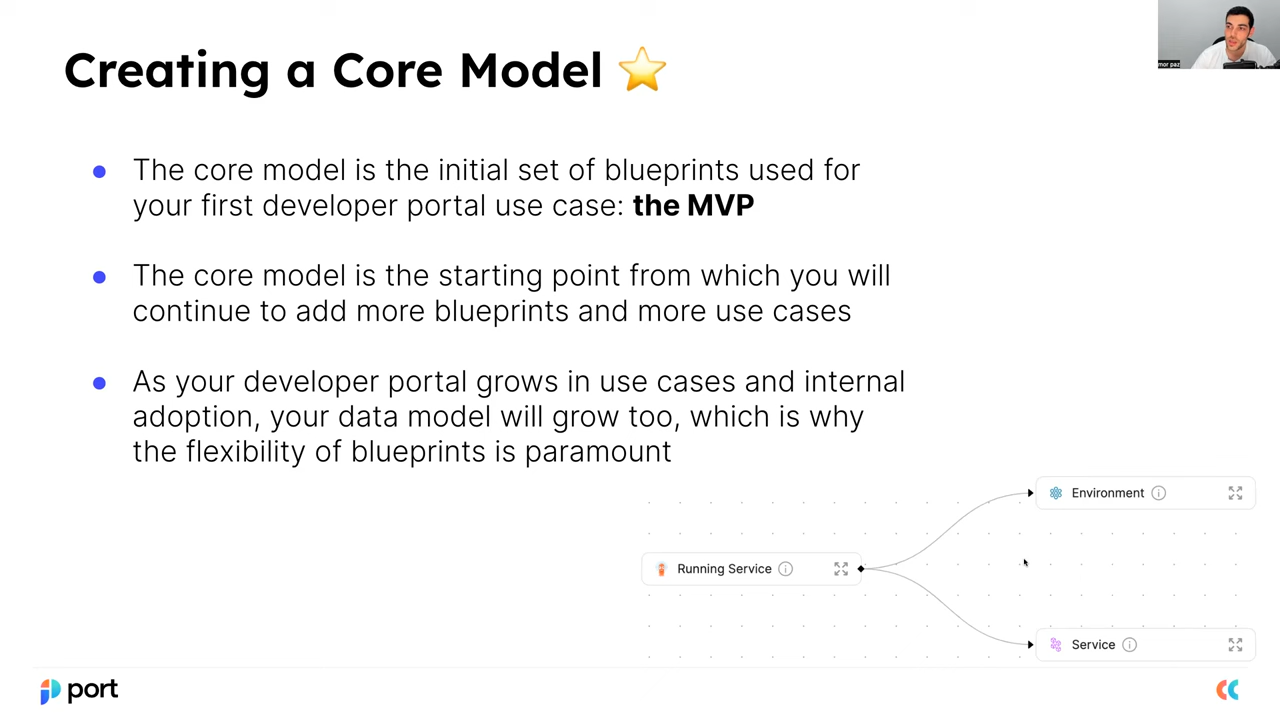 Creating a Core Model
mor paz
The core model is the initial set of blueprints used for
your first developer portal use case: the MVP
The core model is the starting point from which you will
continue to add more blueprints and more use cases
As your developer portal grows in use cases and internal
adoption, your data model will grow too, which is why
the flexibility of blueprints is paramount
Environment
Running Service
Service
port